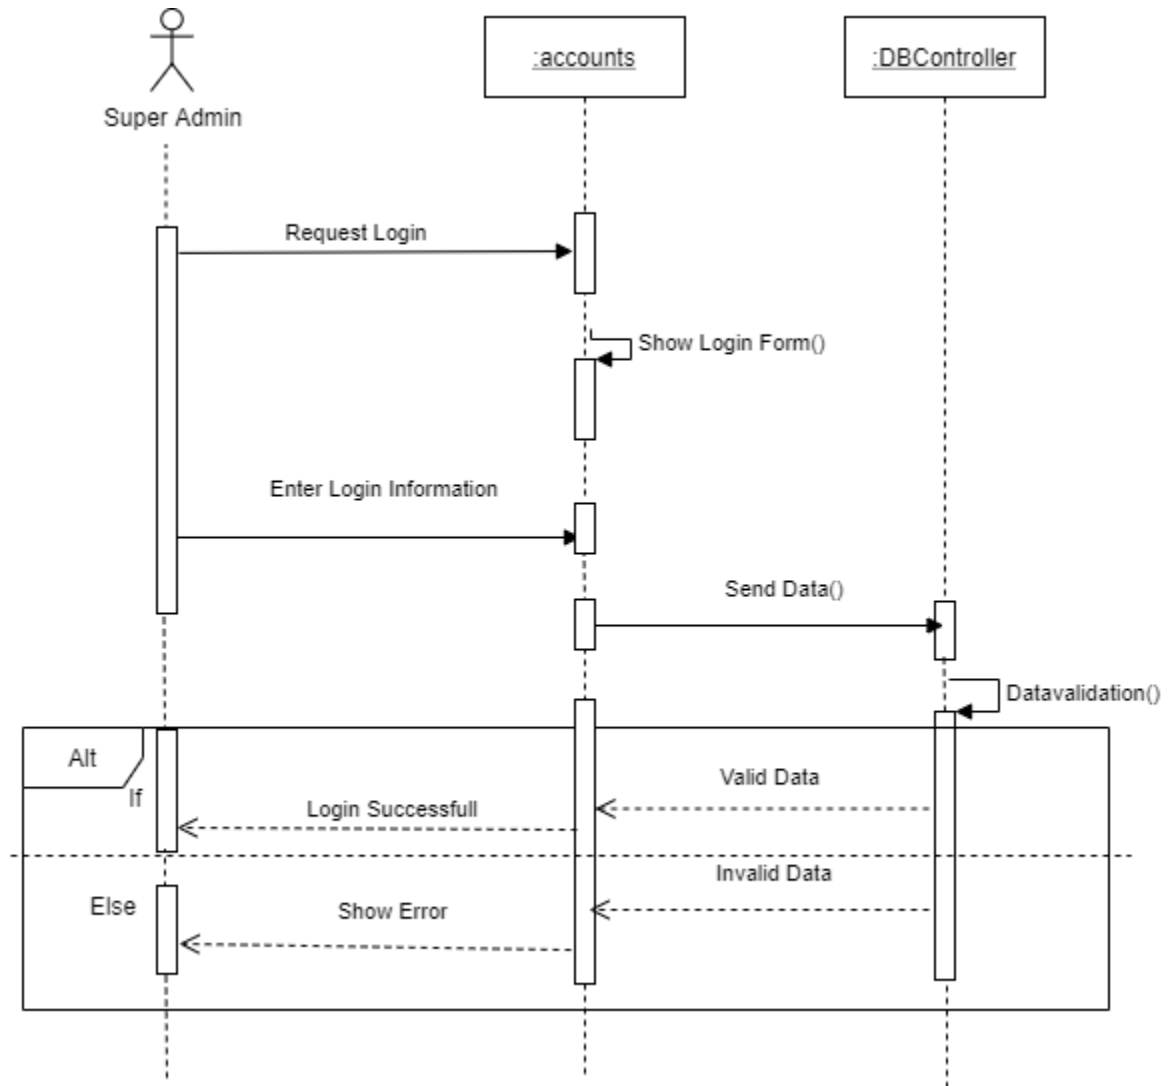 :accounts
:DBController
Super Admin
Request Login
Show Login Form()
Enter Login Information
Send Data()
Datavalidation()
Alt
If
Valid Data
Login Successfull
Invalid Data
Else
Show Error